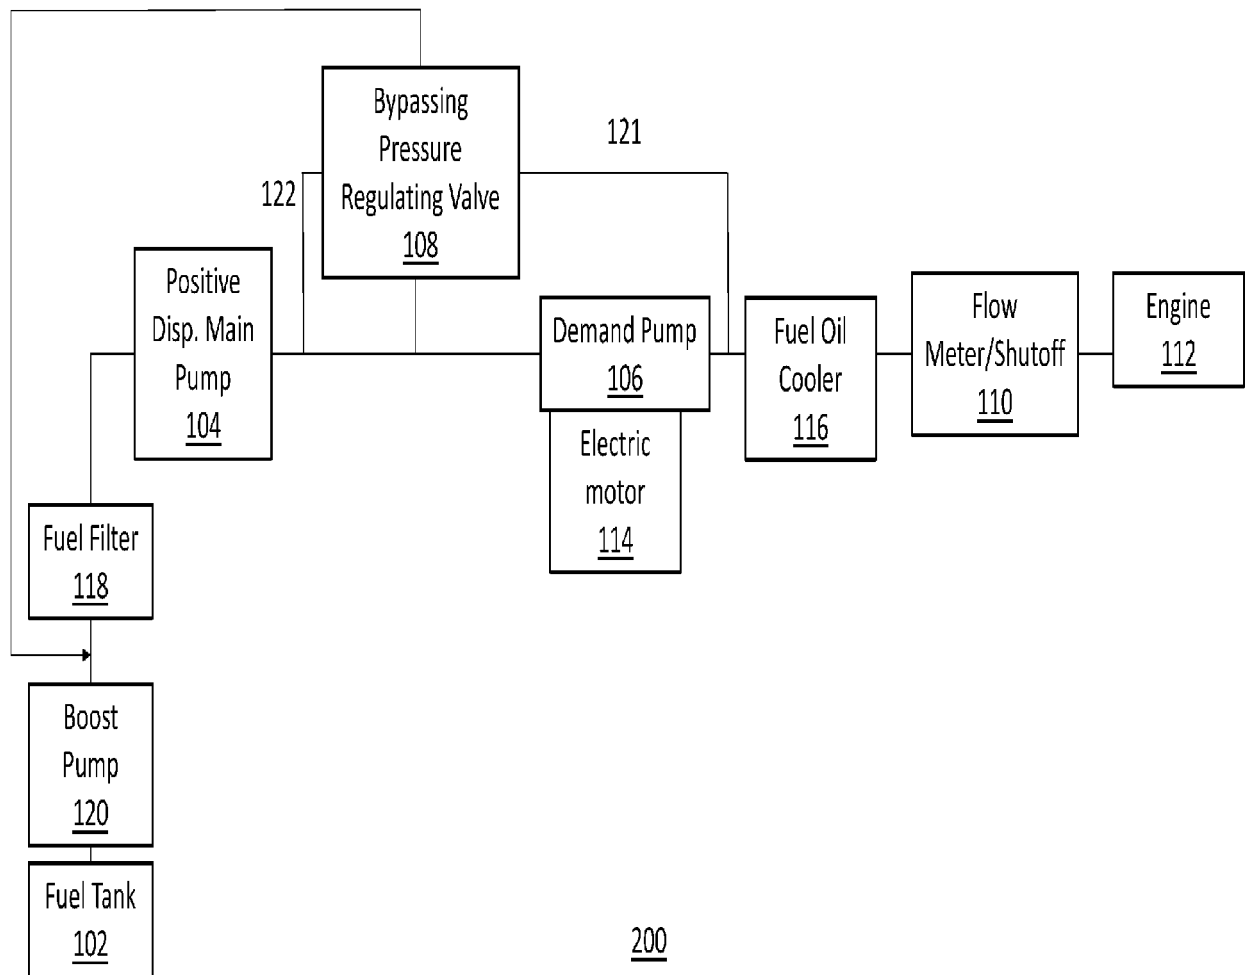 Bypassing
Pressure
Regulating Valve
108
121
122
Positive
Disp. Main
Pump
104
Demand Pump
106
Electric
motor
114
Fuel Oil
Cooler
116
Flow
Meter/Shutoff
110
Engine
112
Fuel Filter
118
Boost
Pump
120
Fuel Tank
102
200